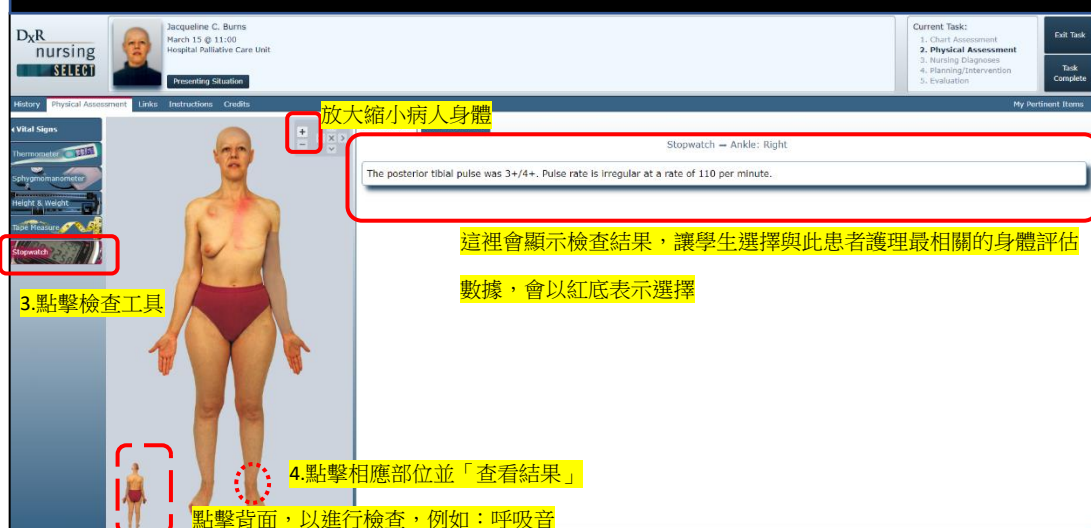 DxR
nursing
SELECT
Jacqueline C. Burns
March 15 @ 11:00
Hospital Palliative Care Unit
Presenting Situation
Current Task:
1. Chart Assessment
2. Physical Assessment
3. Nursing Diagnoses
4. Planning/Intervention
5. Evaluation
Exit Task
Task
Complete
History Physical Assessment Links Instructions Credits
My Pertinent Items
Vital Signs
Thermometer
Sphygmomanometer
Height & Weight
Tape Measure
Stopwatch
放大縮小病人身體
Stopwatch — Ankle: Right
The posterior tibial pulse was 3+/4+. Pulse rate is irregular at a rate of 110 per minute.
這裡會顯示檢查結果，讓學生選擇與此患者護理最相關的身體評估
數據，會以紅底表示選擇
3.點擊檢查工具
4.點擊相應部位並「查看結果」
點擊背面，以進行檢查，例如：呼吸音